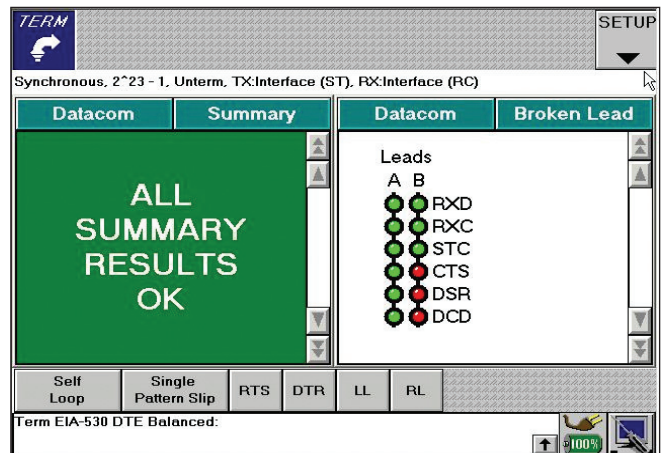 TERM
SETUP
Synchronous, 2^23 - 1, Unterm, TX:Interface (ST), RX:Interface (RC)
Datacom Summary Datacom Broken Lead
ALL
SUMMARY
RESULTS
OK
Leads
A B
RXD
RXC
STC
CTS
DSR
DCD
Self Loop Single Pattern Slip RTS DTR LL RL
Term EIA-530 DTE Balanced:
100%